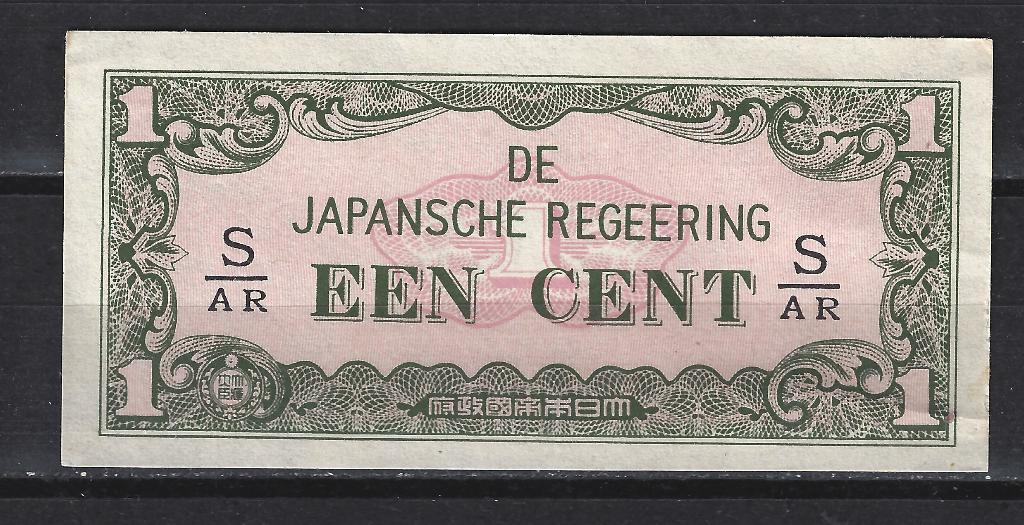 1 1
DE
JAPANSCHE REGEERING
S
AR
EEN CENT
S
AR
1 1
府政國帝本日大